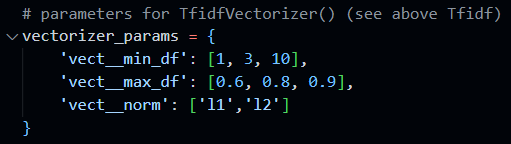 # parameters for TfidfVectorizer() (see above Tfidf)
vectorizer_params = {
'vect__min_df': [1, 3, 10],
'vect__max_df': [0.6, 0.8, 0.9],
'vect__norm': ['l1','l2']
}